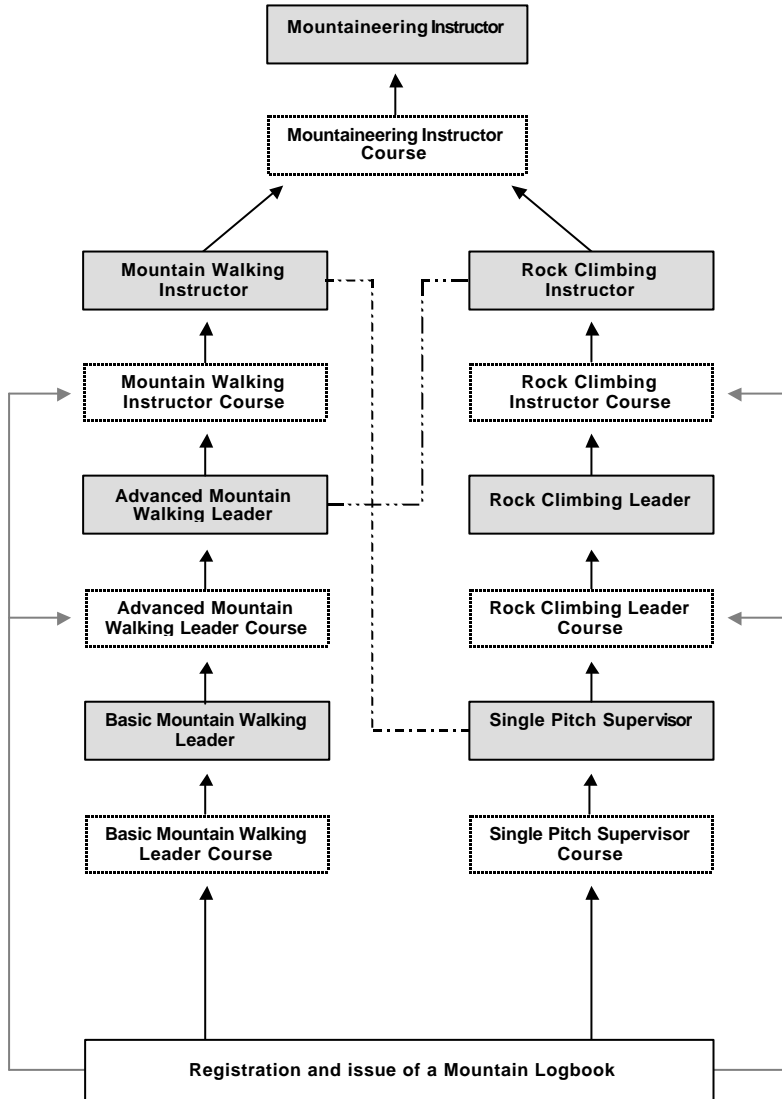 Mountaineering Instructor
Mountaineering Instructor
Course
Mountain Walking
Instructor
Rock Climbing
Instructor
Mountain Walking
Instructor Course
Rock Climbing
Instructor Course
Advanced Mountain
Walking Leader
Rock Climbing Leader
Advanced Mountain
Walking Leader Course
Rock Climbing Leader
Course
Basic Mountain Walking
Leader
Single Pitch Supervisor
Basic Mountain Walking
Leader Course
Single Pitch Supervisor
Course
Registration and issue of a Mountain Logbook